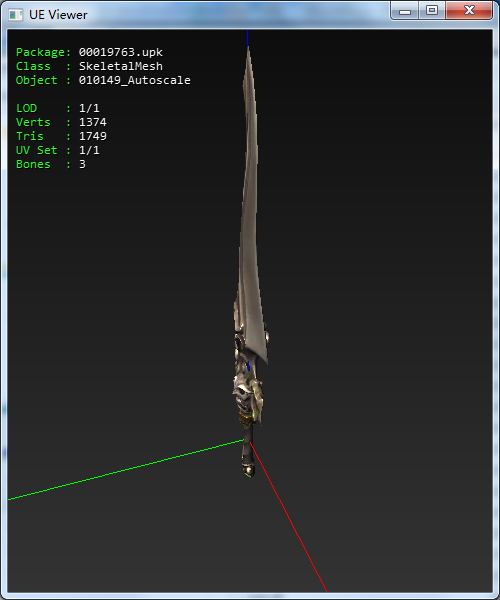 UE Viewer
Package: 00019763.upk
Class : SkeletalMesh
Object : 010149_Autoscale
LOD : 1/1
Verts : 1374
Tris : 1749
UV Set : 1/1
Bones : 3